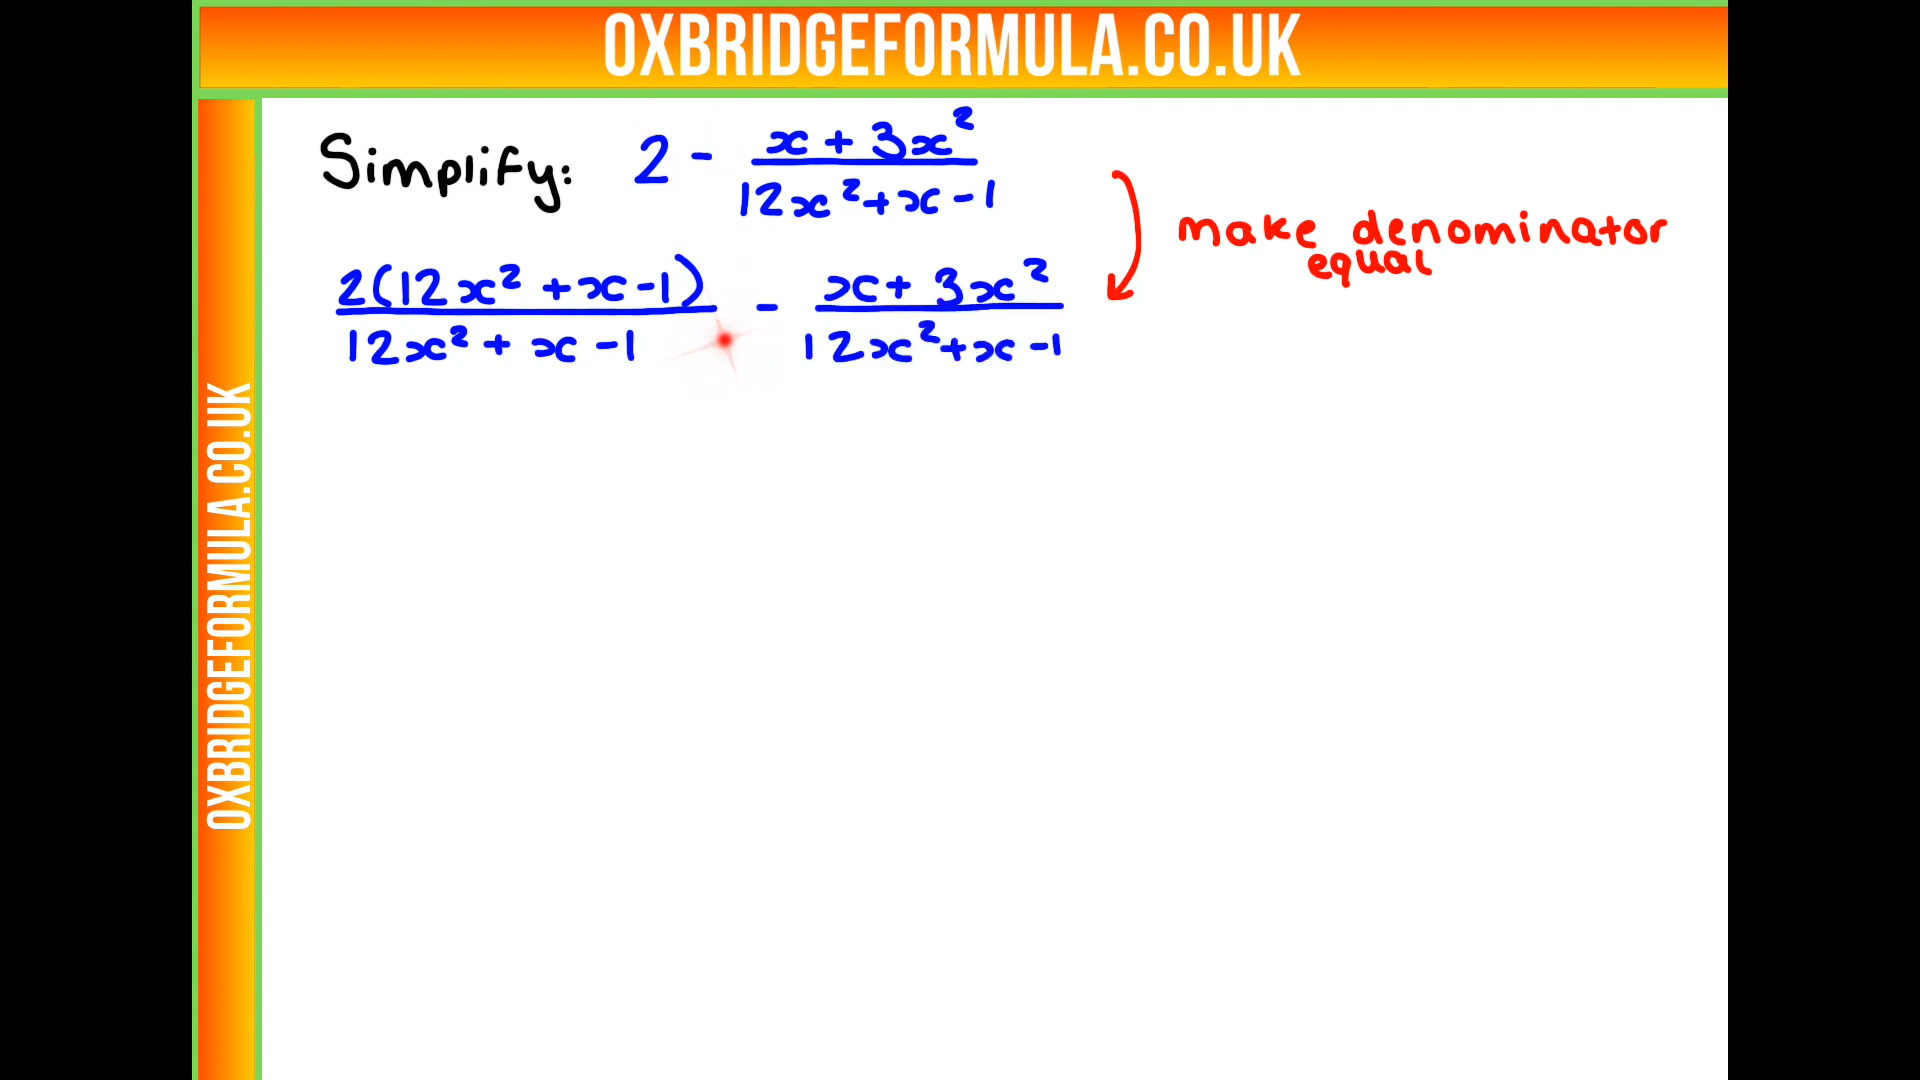 OXBRIDGEFORMULA.CO.UK
OXBRIDGEFORMULA.CO.UK
Simplify: 2 - (x + 3x²)/(12x² + x - 1)
make denominator
equal
2(12x² + x - 1)/(12x² + x - 1) - (x + 3x²)/(12x² + x - 1)